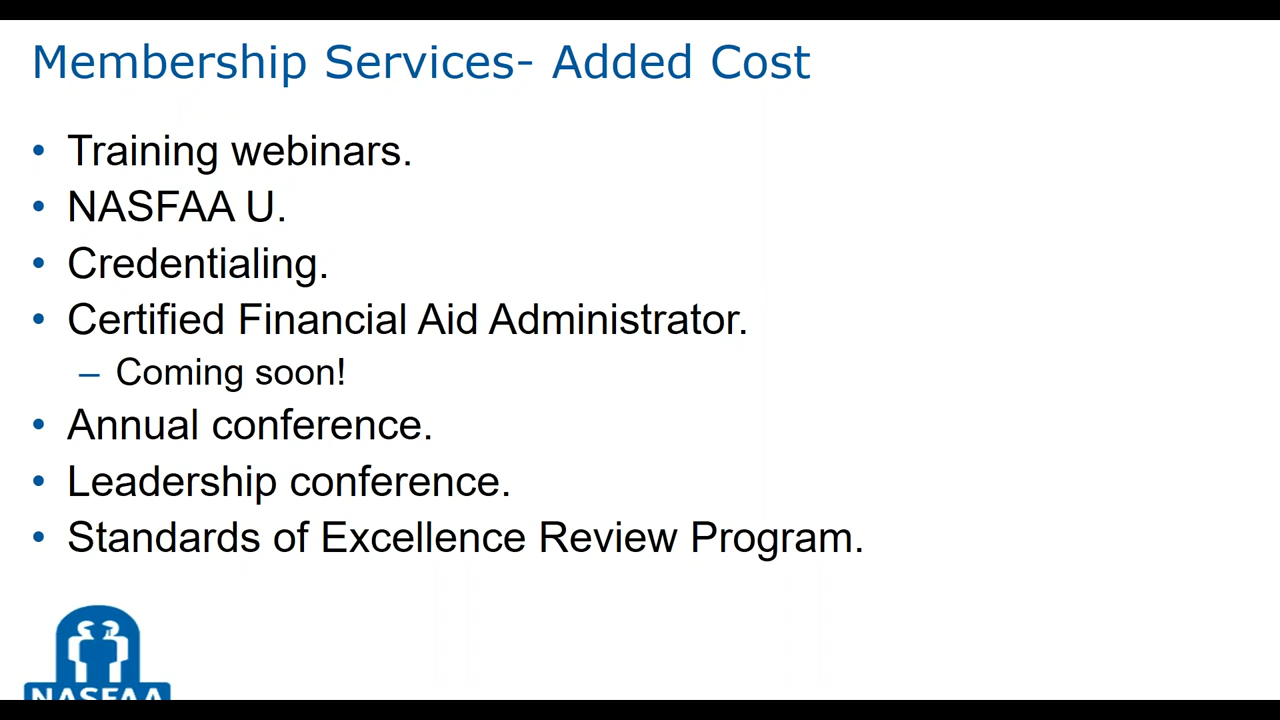 Membership Services- Added Cost
• Training webinars.
• NASFAA U.
• Credentialing.
• Certified Financial Aid Administrator.
– Coming soon!
• Annual conference.
• Leadership conference.
• Standards of Excellence Review Program.
NASFAA